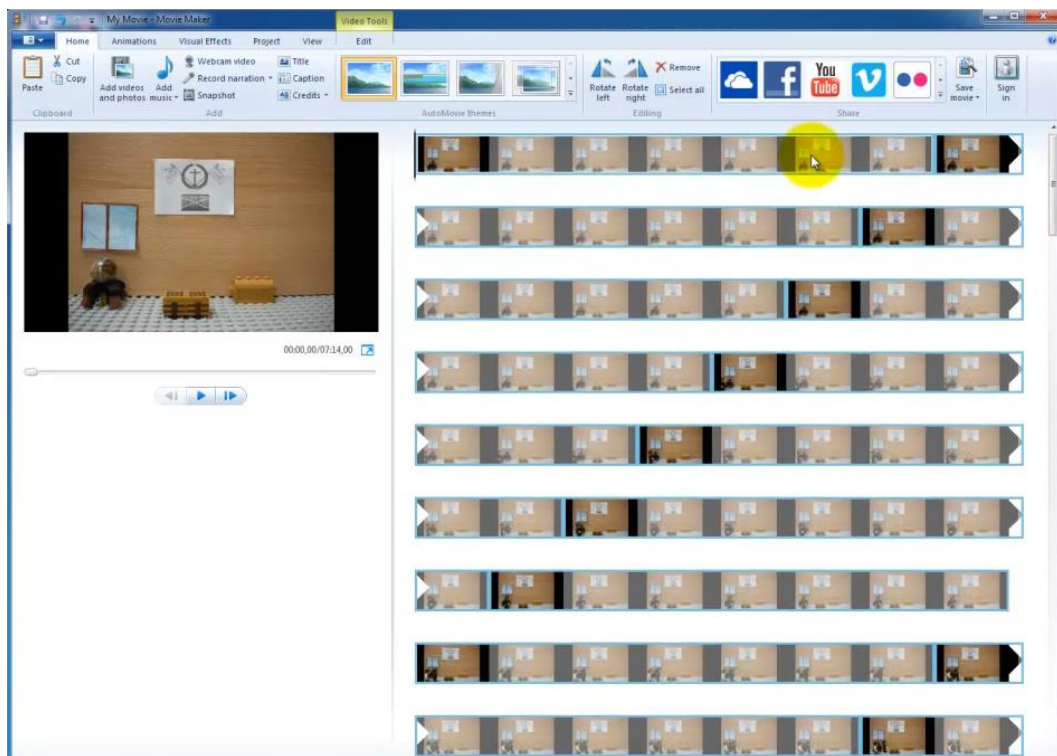 My Movie - Movie Maker
Video Tools
Home Animations Visual Effects Project View Edit
Paste
Cut
Copy
Clipboard
Add videos and photos
Add music
Webcam video
Record narration
Snapshot
Title
Caption
Credits
Add
AutoMovie themes
Rotate left
Rotate right
Remove
Select all
Editing
You Tube
Share
Save movie
Sign in
00:00,00/07:14,00